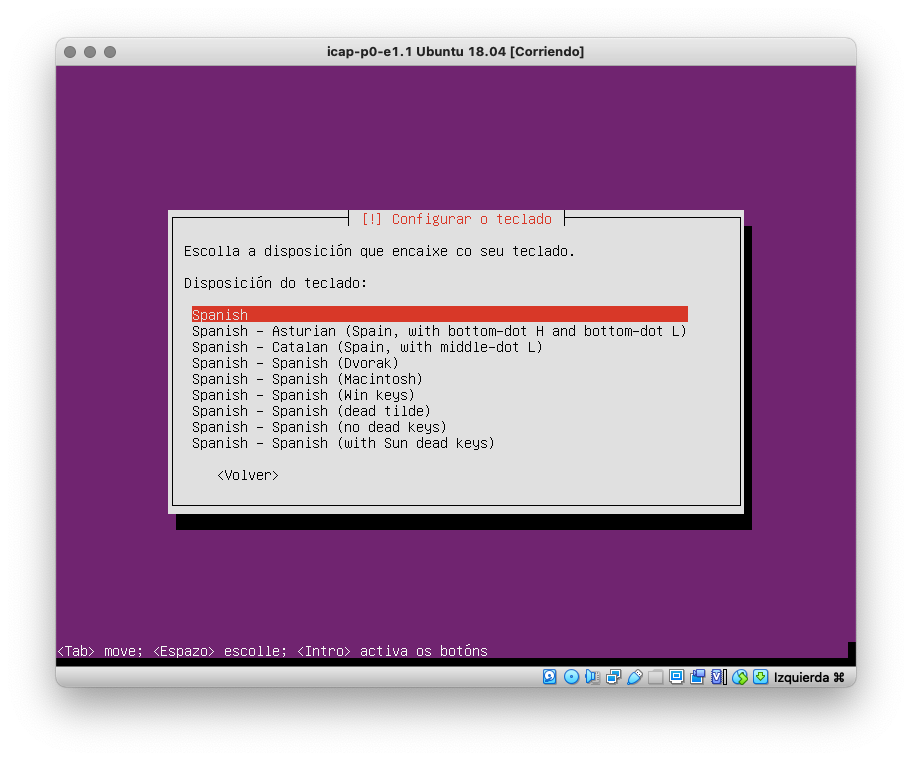 icap-p0-e1.1 Ubuntu 18.04 [Corriendo]
[!] Configurar o teclado
Escolla a disposición que encaixe co seu teclado.
Disposición do teclado:
Spanish
Spanish - Asturian (Spain, with bottom-dot H and bottom-dot L)
Spanish - Catalan (Spain, with middle-dot L)
Spanish - Spanish (Dvorak)
Spanish - Spanish (Macintosh)
Spanish - Spanish (Win keys)
Spanish - Spanish (dead tilde)
Spanish - Spanish (no dead keys)
Spanish - Spanish (with Sun dead keys)
<Volver>
<Tab> move; <Espazo> escolle; <Intro> activa os botóns
Izquierda ⌘